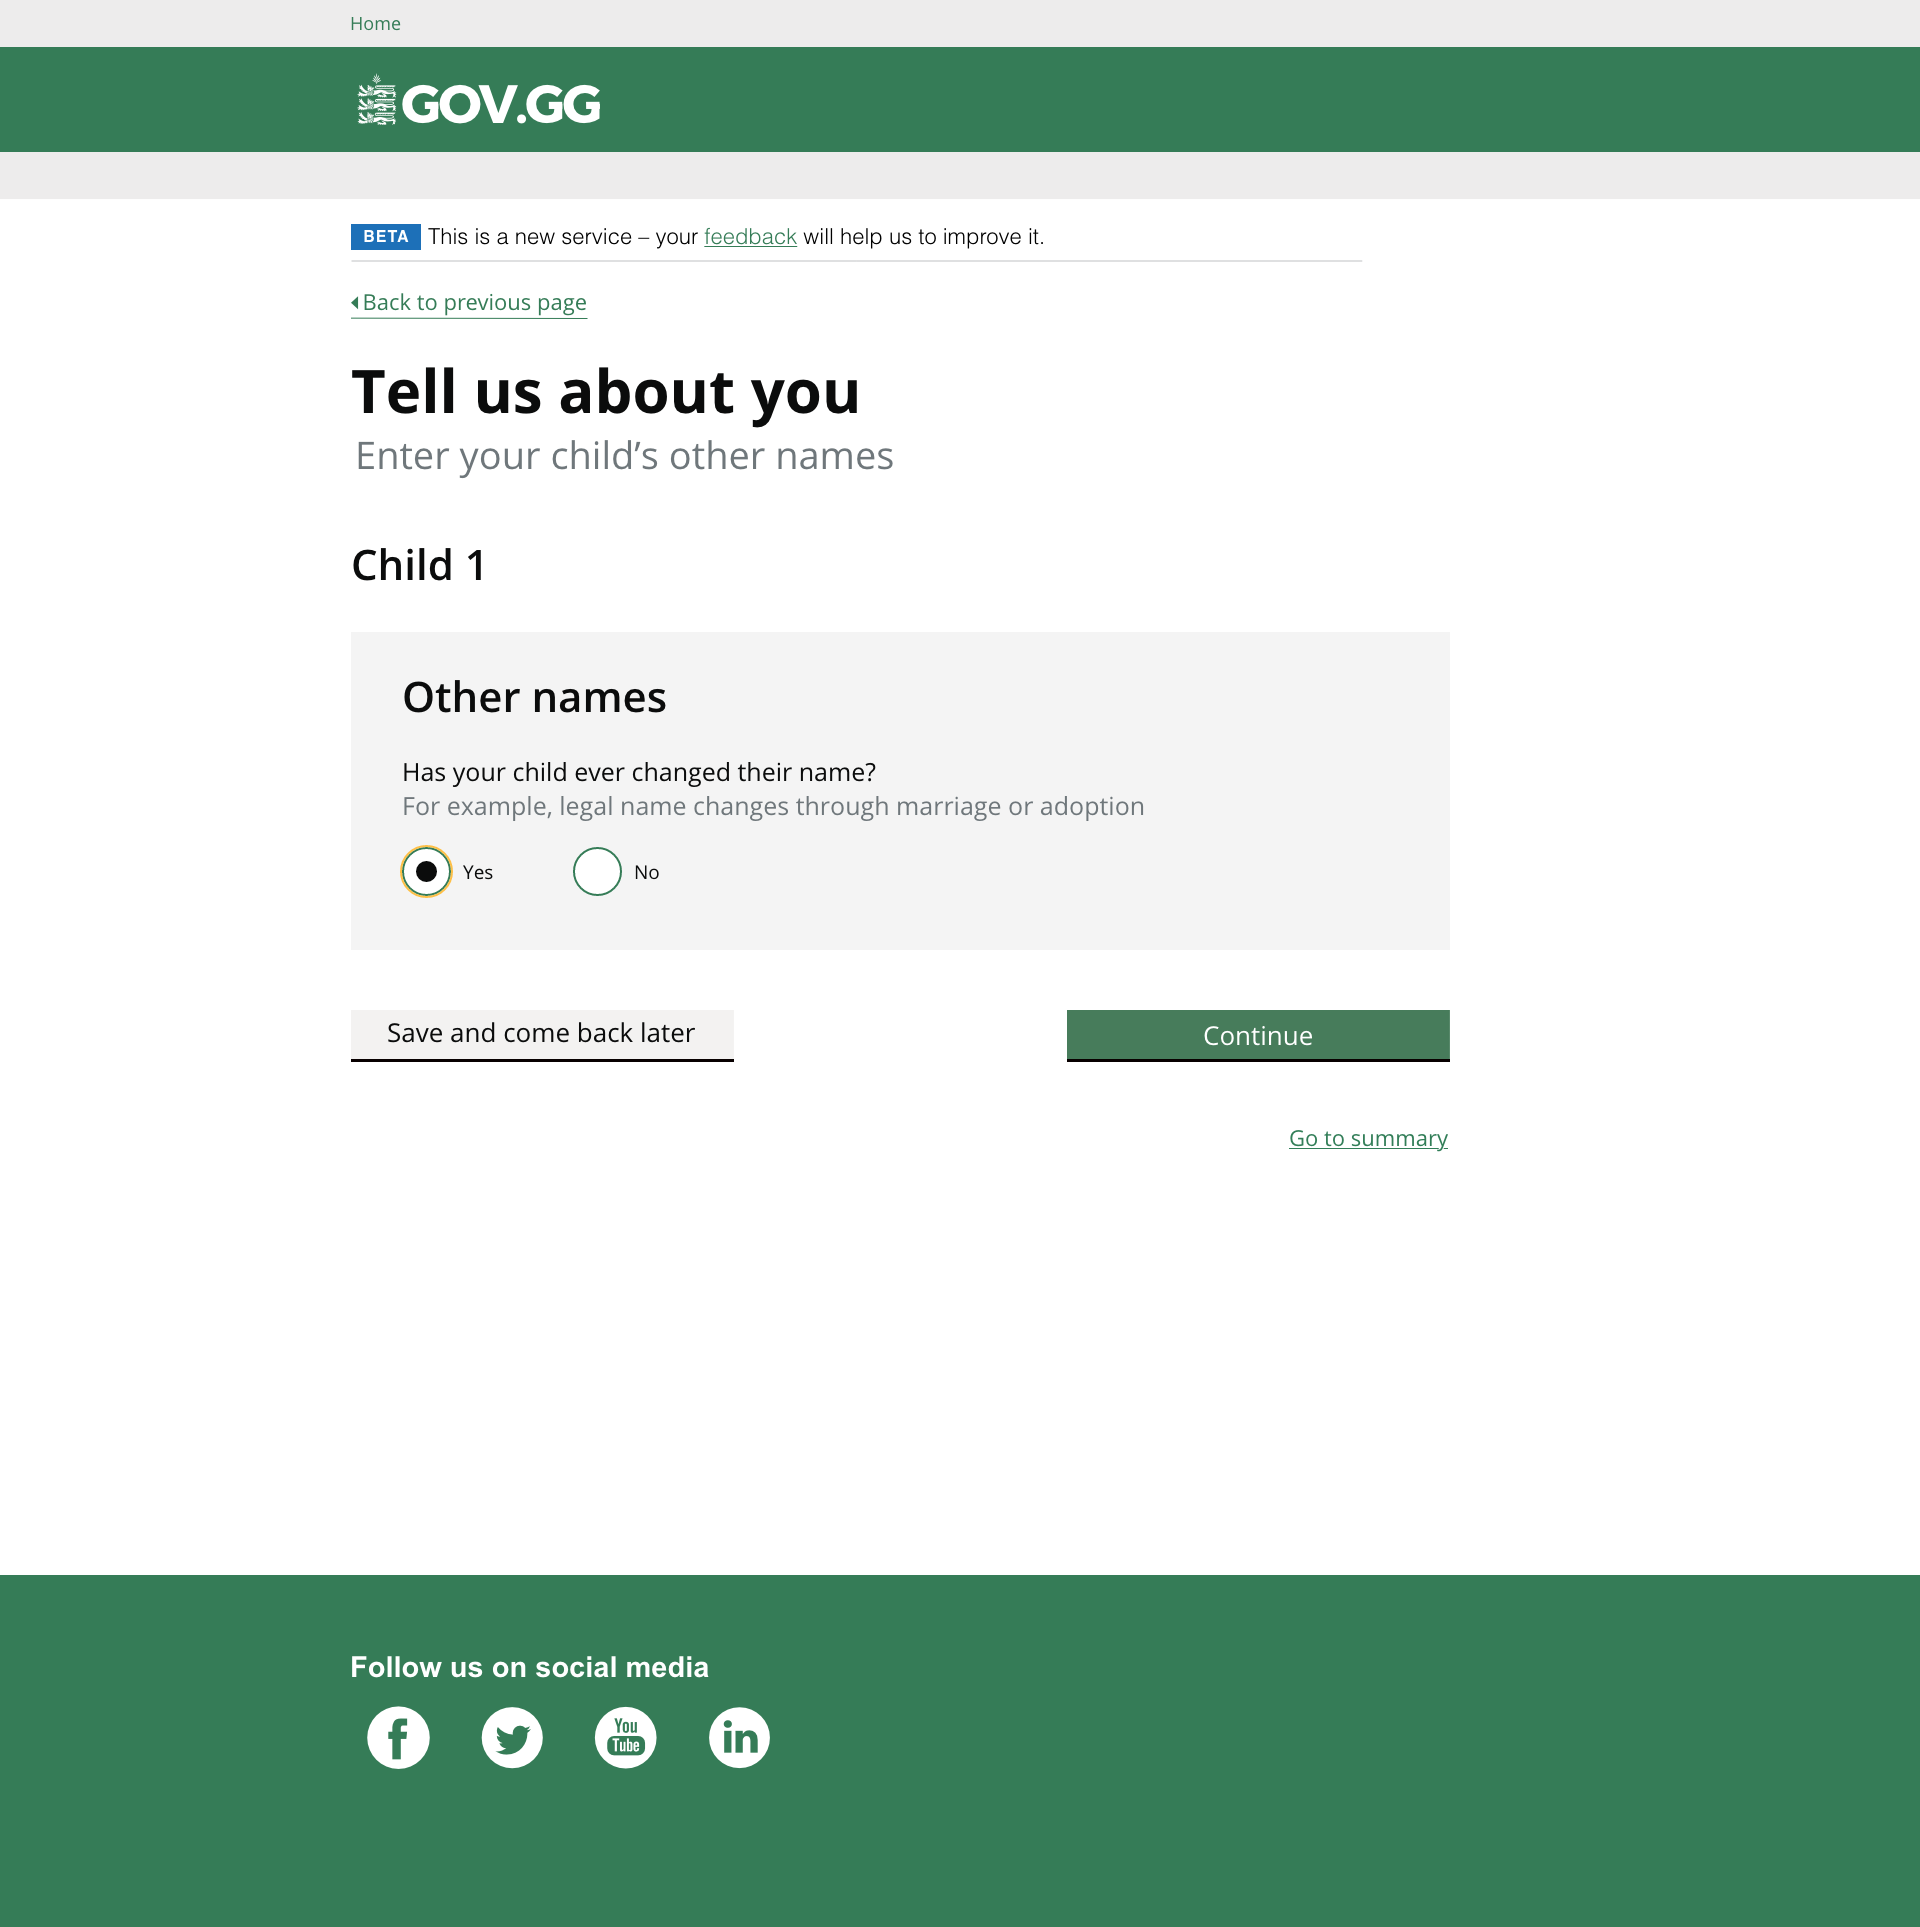 Home
GOV.GG
BETA This is a new service – your feedback will help us to improve it.
Back to previous page
Tell us about you
Enter your child’s other names
Child 1
Other names
Has your child ever changed their name?
For example, legal name changes through marriage or adoption
Yes No
Save and come back later Continue
Go to summary
Follow us on social media
f You Tube in